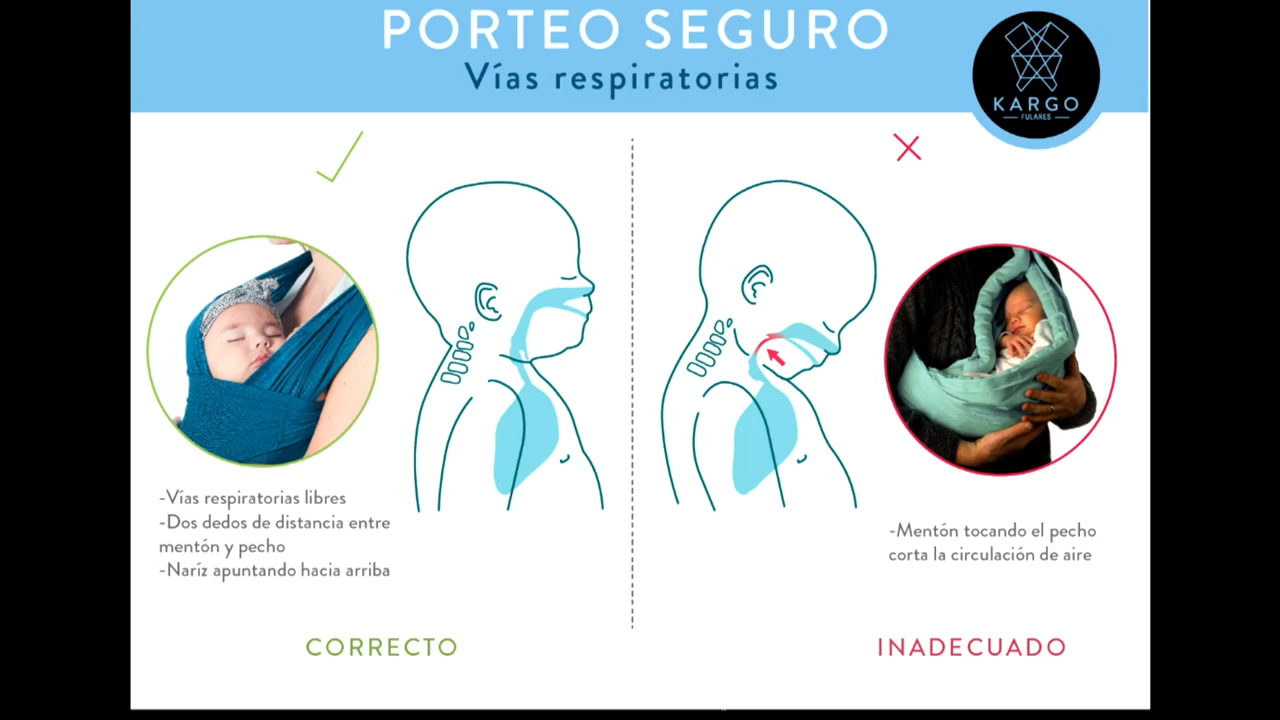 PORTEO SEGURO
Vías respiratorias
KARGO
FULARES
-Vías respiratorias libres
-Dos dedos de distancia entre
mentón y pecho
-Naríz apuntando hacia arriba
CORRECTO
-Mentón tocando el pecho
corta la circulación de aire
INADECUADO